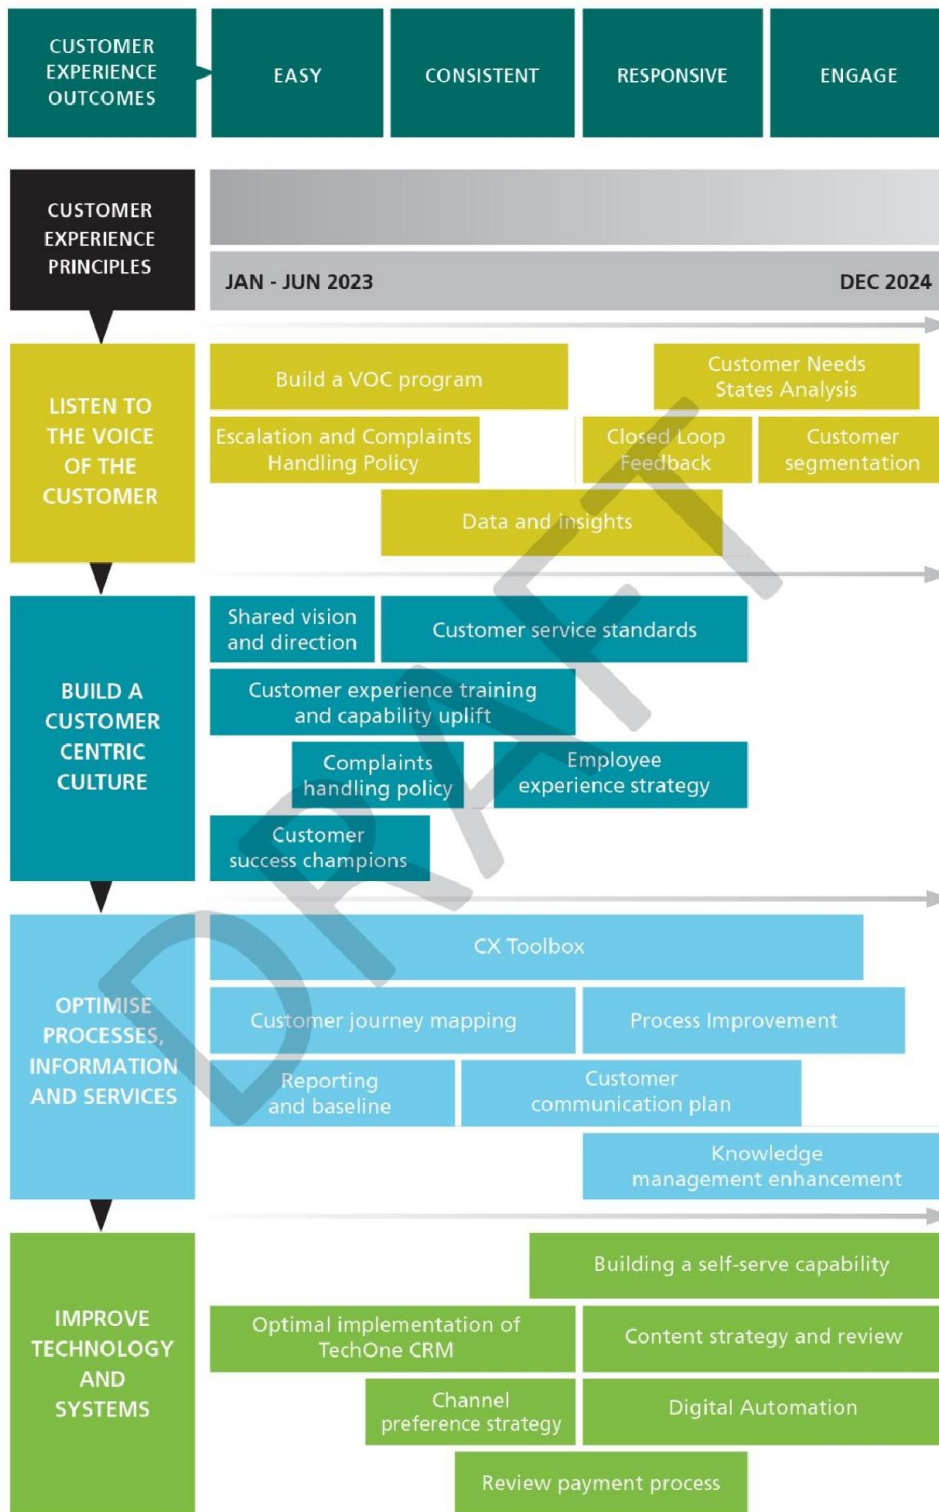 CUSTOMER
EXPERIENCE
OUTCOMES
EASY
CONSISTENT
RESPONSIVE
ENGAGE
CUSTOMER
EXPERIENCE
PRINCIPLES
JAN - JUN 2023
DEC 2024
LISTEN TO
THE VOICE
OF THE
CUSTOMER
Build a VOC program
Customer Needs
States Analysis
Escalation and Complaints
Handling Policy
Closed Loop
Feedback
Customer
segmentation
Data and insights
BUILD A
CUSTOMER
CENTRIC
CULTURE
Shared vision
and direction
Customer service standards
Customer experience training
and capability uplift
Complaints
handling policy
Employee
experience strategy
Customer
success champions
OPTIMISE
PROCESSES,
INFORMATION
AND SERVICES
CX Toolbox
Customer journey mapping
Process Improvement
Reporting
and baseline
Customer
communication plan
Knowledge
management enhancement
IMPROVE
TECHNOLOGY
AND
SYSTEMS
Building a self-serve capability
Optimal implementation of
TechOne CRM
Content strategy and review
Channel
preference strategy
Digital Automation
Review payment process
DRAFT